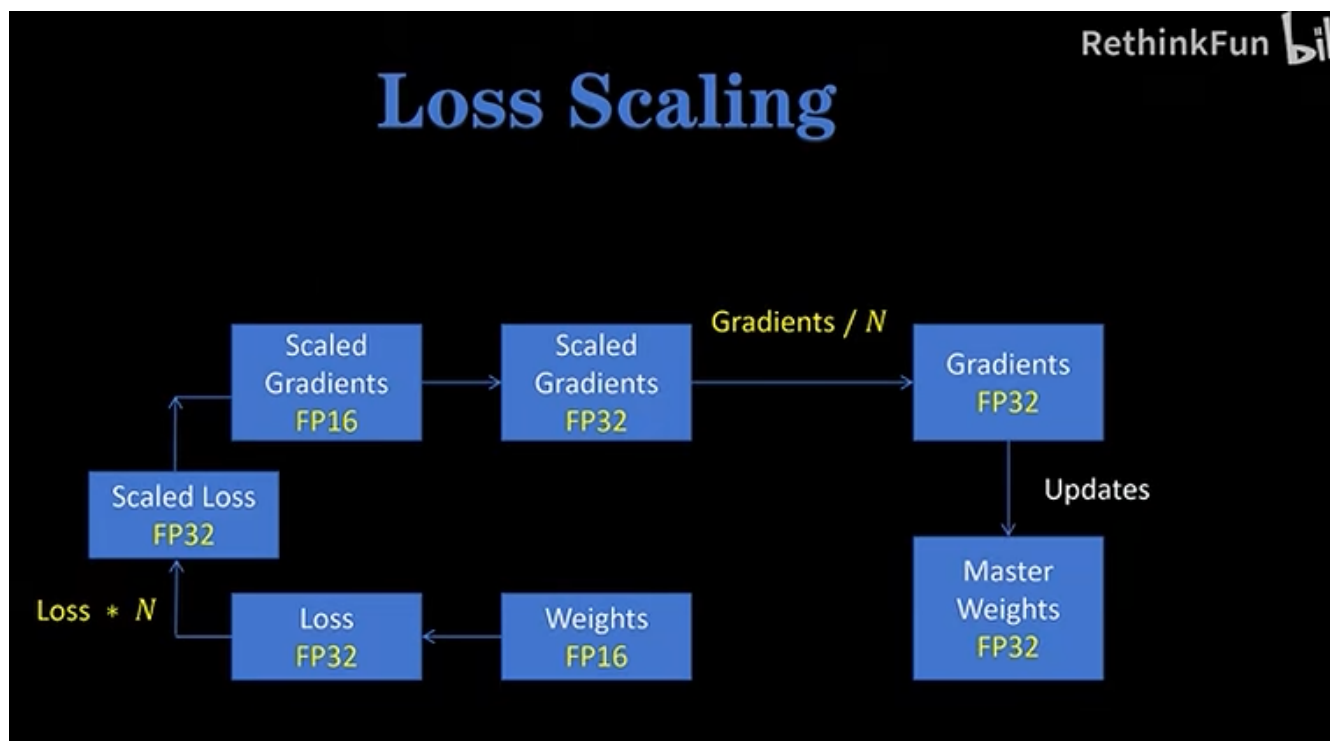 RethinkFun
Loss Scaling
Scaled
Gradients
FP16
Scaled
Gradients
FP32
Gradients / N
Gradients
FP32
Scaled Loss
FP32
Updates
Loss * N
Loss
FP32
Weights
FP16
Master
Weights
FP32